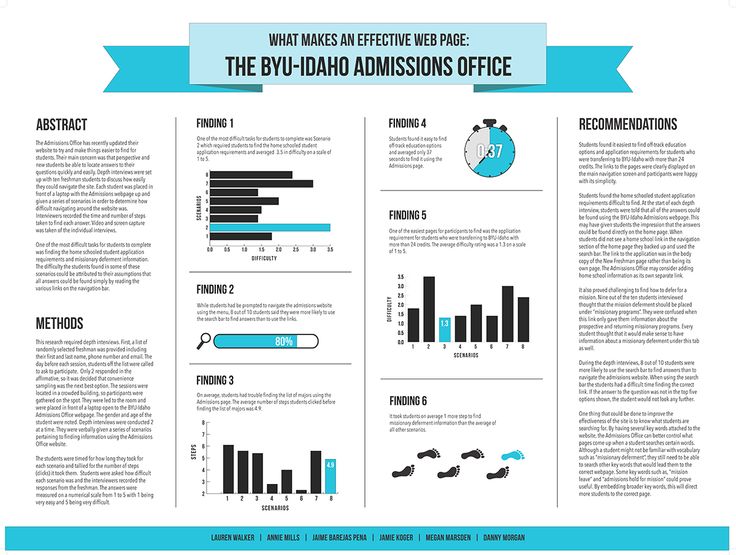 WHAT MAKES AN EFFECTIVE WEB PAGE:
THE BYU-IDAHO ADMISSIONS OFFICE
ABSTRACT
The Admissions Office has recently updated their
website to try and make things easier to find for
students. Their main concern was that perspective and
new students be able to locate answers to their
questions quickly and easily. Depth interviews were set
up with ten freshman students to discuss how easily
they could navigate the site. Each student was placed in
front of a laptop with the Admissions webpage up and
given a series of scenarios in order to determine how
difficult navigating around the website was.
Interviewers recorded the time and number of steps
taken to find each answer. Video and screen capture
was taken of the individual interviews.
One of the most difficult tasks for students to complete
was finding the home schooled student application
requirements and missionary deferment information.
The difficulty the students found in some of these
scenarios could be attributed to their assumptions that
all answers could be found simply by reading the
various links on the navigation bar.
METHODS
This research required depth interviews. First, a list of
randomly selected freshman was provided including
their first and last name, phone number and email. The
day before each session, students off the list were called
to ask to participate. Only 2 responded in the
affirmative, so it was decided that convenience
sampling was the next best option. The sessions were
located in a crowded building, so participants were
gathered on the spot. They were led to the room and
were placed in front of a laptop open to the BYU-Idaho
Admissions Office webpage. The gender and age of the
student were noted. Depth interviews were conducted 2
at a time. They were verbally given a series of scenarios
pertaining to finding information using the Admissions
Office website.
The students were timed for how long they took for
each scenario and tallied for the number of steps
(clicks) it took them. Students were asked how difficult
each scenario was and the interviewers recorded the
responses from the freshman. The answers were
measured on a numerical scale from 1 to 5 with 1 being
very easy and 5 being very difficult.
FINDING 1
One of the most difficult tasks for students to complete was Scenario
2 which required students to find the home schooled student
application requirements and averaged 3.5 in difficulty on a scale of
1 to 5.
SCENARIOS
8
7
6
5
4
3
2
1
0.0 0.5 1.0 1.5 2.0 2.5 3.0 3.5
DIFFICULTY
FINDING 2
While students had be prompted to navigate the admissions website
using the menu, 8 out of 10 students said they were more likely to use
the search bar to find answers than to use the links.
80%
FINDING 3
On average, students had trouble finding the list of majors using the
Admissions page. The average number of steps students clicked before
finding the list of majors was 4.9.
STEPS
8
7
6
5
4
3
2
4.9
1 2 3 4 5 6 7 8
SCENARIOS
FINDING 4
Students found it easy to find
off-track education options
and averaged only 37
seconds to find it using the
Admissions page.
0.37
FINDING 5
One of the easiest pages for participants to find was the application
requirement for students who were transferring to BYU-Idaho with
more than 24 credits. The average difficulty rating was a 1.3 on a scale
of 1 to 5.
DIFFICULTY
3.5
3.0
2.5
2.0
1.5
1.0
0.5
0.0
1.3
1 2 3 4 5 6 7 8
SCENARIOS
FINDING 6
It took students on average 1 more step to find
missionary deferment information than the average of
all other scenarios.
RECOMMENDATIONS
Students found it easiest to find off-track education
options and application requirements for students who
were transferring to BYU-Idaho with more than 24
credits. The links to the pages were clearly displayed on
the main navigation screen and participants were happy
with its simplicity.
Students found the home schooled student application
requirements difficult to find. At the start of each depth
interview, students were told that all of the answers could
be found using the BYU-Idaho Admissions webpage. This
may have given students the impression that the answers
could be found directly on the home page. When
students did not see a home school link in the navigation
section of the home page they backed up and used the
search bar. The link to the application was in the body
copy of the New Freshman page rather than being its
own page. The Admissions Office may consider adding
home school information as its own separate link.
It also proved challenging to find how to defer for a
mission. Nine out of the ten students interviewed
thought that the mission deferment should be placed
under "missionary programs". They were confused when
this link only gave them information about the
prospective and returning missionary programs. Every
student thought that it would make sense to have
information about a missionary deferment under this tab
as well.
During the depth interviews, 8 out of 10 students were
more likely to use the search bar to find answers than to
navigate the admissions website. When using the search
bar the students had a difficult time finding the correct
link. If the answer to the question was not in the top five
options shown, the student would not look any further.
One thing that could be done to improve the
effectiveness of the site is to know what students are
searching for. By having several key words attached to the
website, the Admissions Office can better control what
pages come up when a student searches certain words.
Although a student might not be familiar with vocabulary
such as "missionary deferment", they still need to be able
to search other key words that would lead them to the
correct webpage. Some key words such as, "mission
leave" and "admissions hold for mission" could prove
useful. By embedding broader key words, this will direct
more students to the correct page.
LAUREN WALKER | ANNIE MILLS | JAIME BAREJAS PENA | JAMIE KOGER | MEGAN MARSDEN | DANNY MORGAN